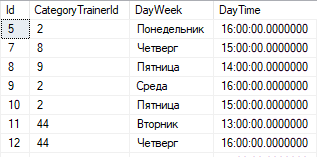 Id CategoryTrainerId DayWeek DayTime
5 2 Понедельник 16:00:00.0000000
7 8 Четверг 15:00:00.0000000
8 9 Пятница 14:00:00.0000000
9 2 Среда 16:00:00.0000000
10 2 Пятница 15:00:00.0000000
11 44 Вторник 13:00:00.0000000
12 44 Четверг 16:00:00.0000000